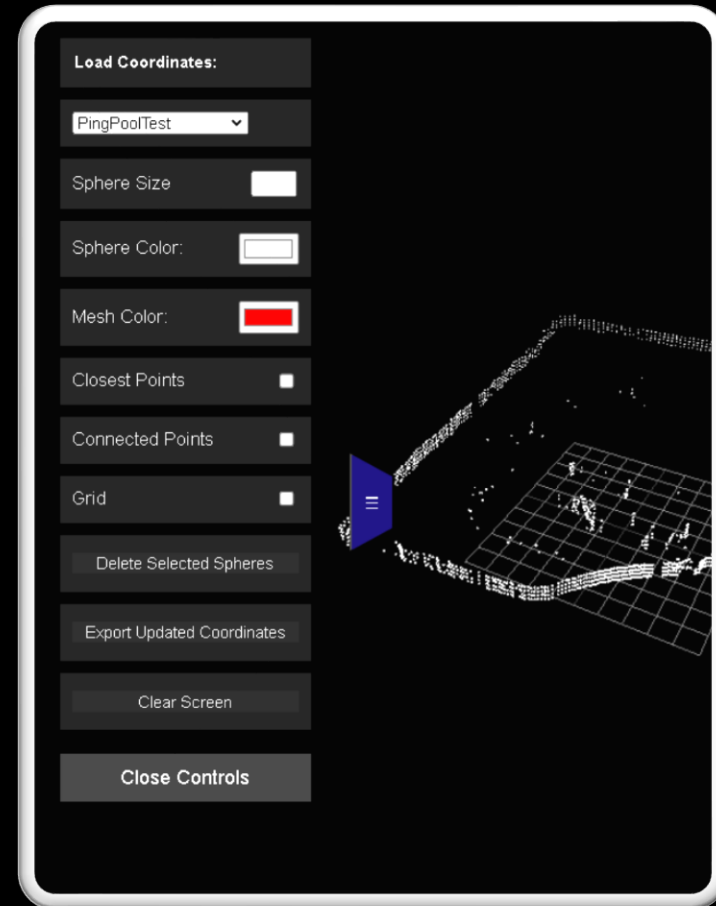 Load Coordinates:
PingPoolTest
Sphere Size
Sphere Color:
Mesh Color:
Closest Points
Connected Points
Grid
Delete Selected Spheres
Export Updated Coordinates
Clear Screen
Close Controls